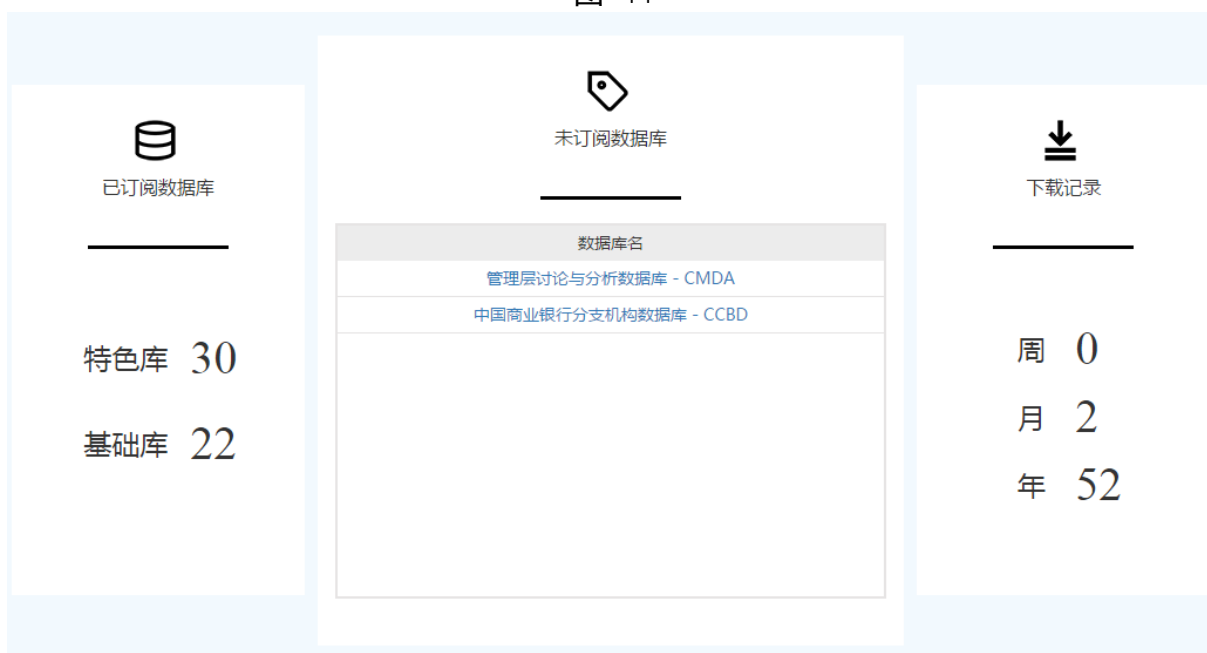 已订阅数据库
特色库 30
基础库 22
未订阅数据库
数据库名
管理层讨论与分析数据库 - CMDA
中国商业银行分支机构数据库 - CCBD
下载记录
周 0
月 2
年 52